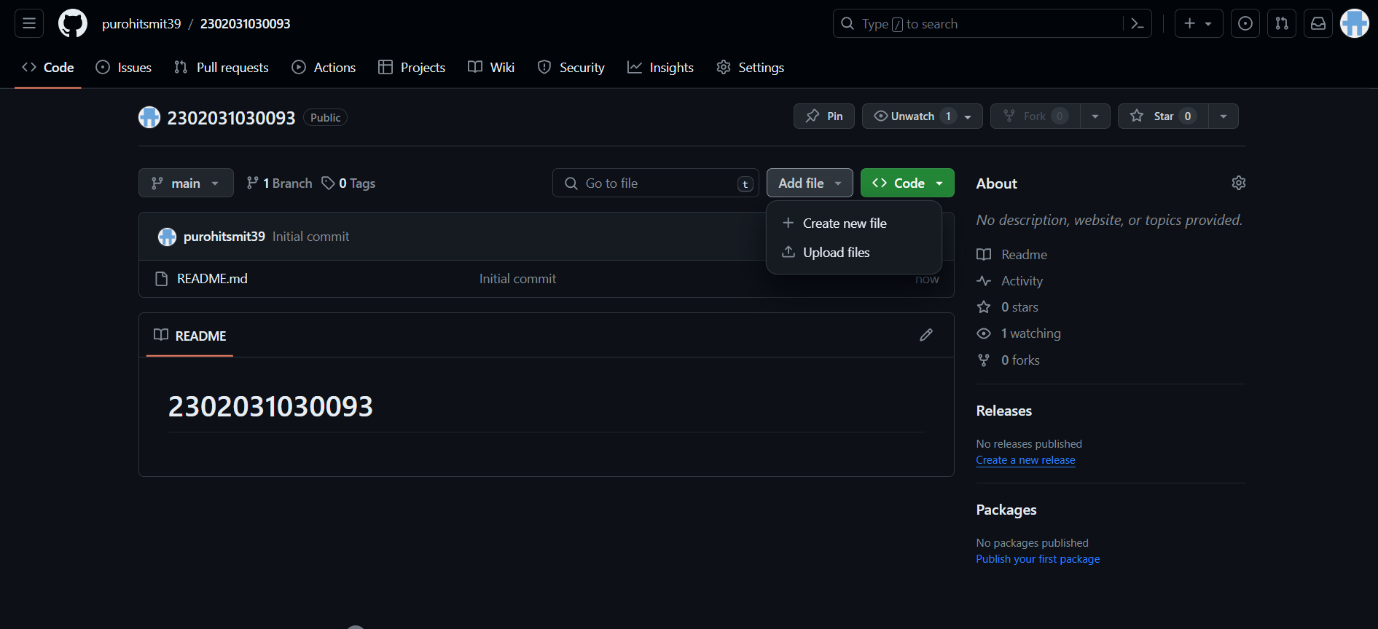 purohitsmit39 / 2302031030093
Type / to search
Code Issues Pull requests Actions Projects Wiki Security Insights Settings
2302031030093 Public
Pin Unwatch 1 Fork 0 Star 0
main 1 Branch 0 Tags Go to file t Add file Code
Create new file
Upload files
purohitsmit39 Initial commit
README.md Initial commit now
README
2302031030093
About
No description, website, or topics provided.
Readme
Activity
0 stars
1 watching
0 forks
Releases
No releases published
Create a new release
Packages
No packages published
Publish your first package